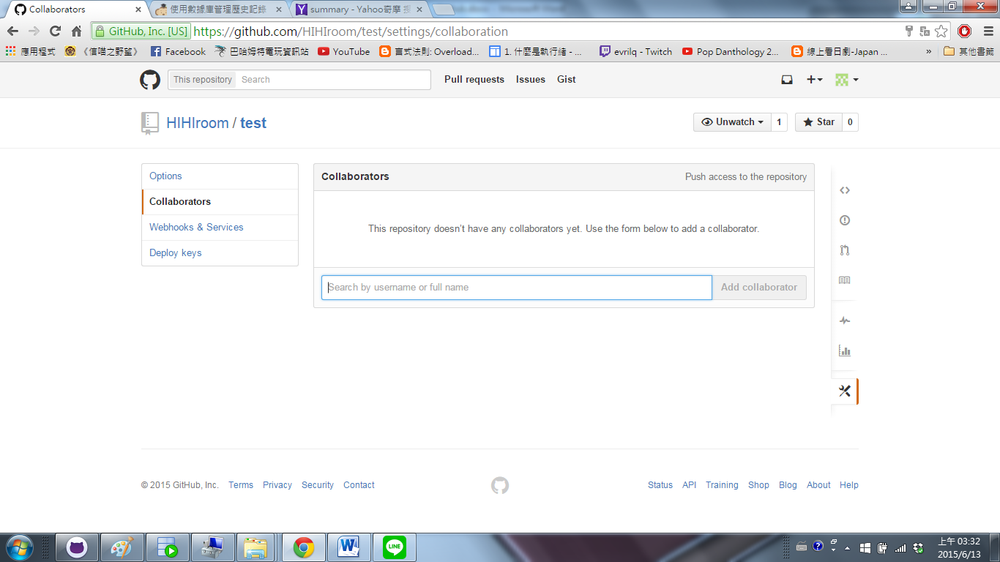 Collaborators
使用數據庫管理歷史記錄
summary - Yahoo奇摩
GitHub, Inc. [US] https://github.com/HIHIroom/test/settings/collaboration
應用程式 《信喵之野望》 Facebook 巴哈姆特電玩資訊站 YouTube 言式法則: Overload... 1. 什麼是執行緒 - ... evrilq - Twitch Pop Danthology 2... 線上看日劇-Japan ... » 其他書籤
This repository Search Pull requests Issues Gist
HIHIroom / test Unwatch 1 Star 0
Options
Collaborators
Webhooks & Services
Deploy keys
Collaborators Push access to the repository
This repository doesn't have any collaborators yet. Use the form below to add a collaborator.
Search by username or full name Add collaborator
© 2015 GitHub, Inc. Terms Privacy Security Contact Status API Training Shop Blog About Help
LINE
上午 03:32
2015/6/13